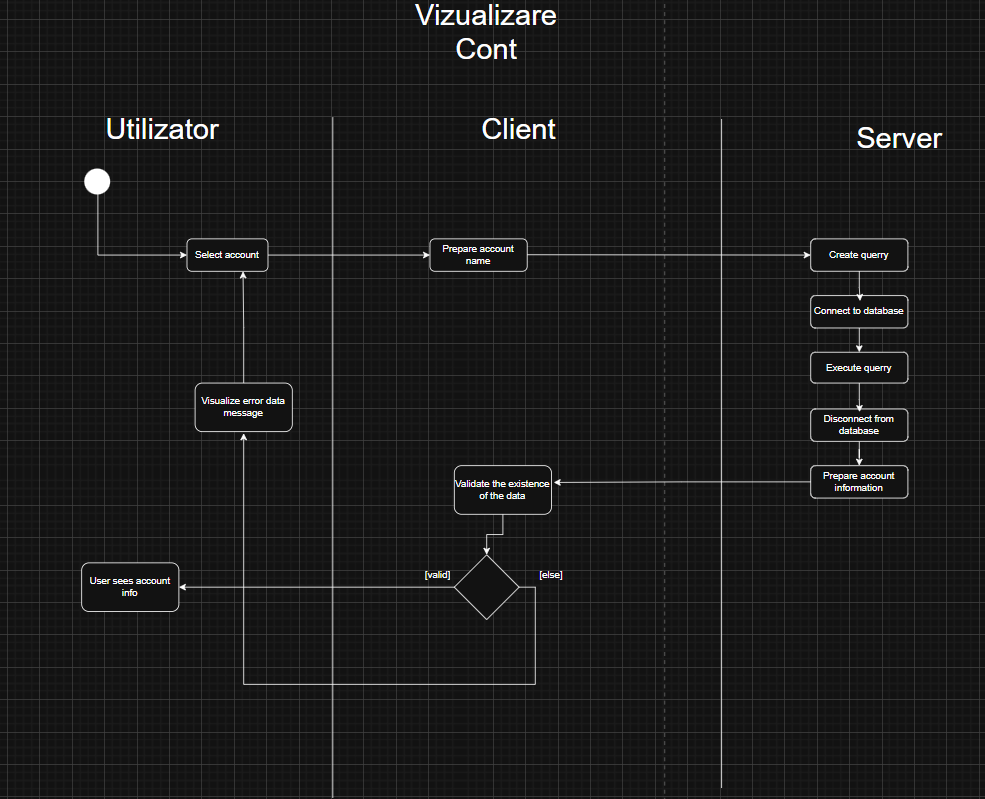 Vizualizare
Cont
Utilizator
Client
Server
Select account
Prepare account
name
Create querry
Connect to database
Execute querry
Visualize error data
message
Disconnect from
database
Validate the existence
of the data
Prepare account
information
[valid]
[else]
User sees account
info